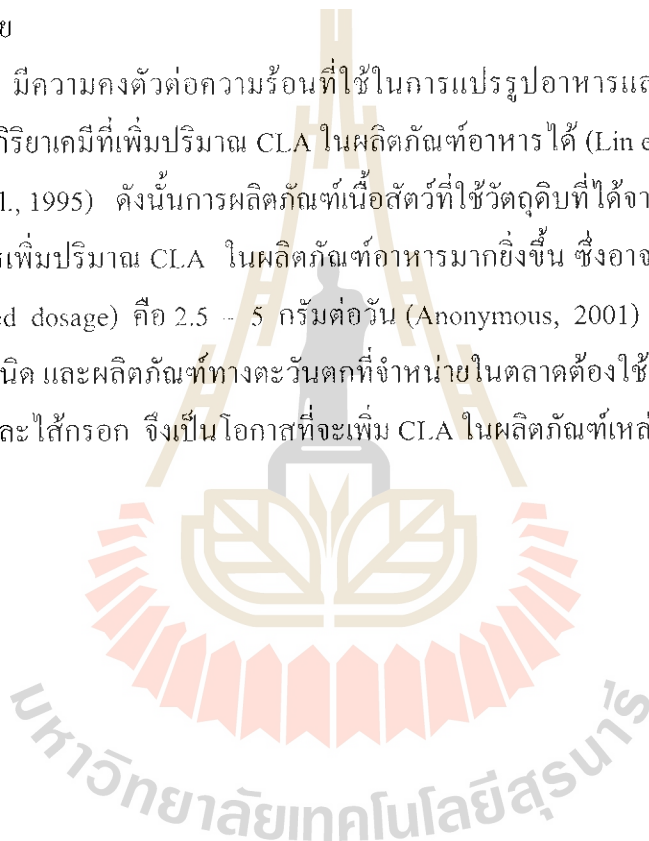 ย
มีความคงตัวต่อความร้อนที่ใช้ในการแปรรูปอาหารแล
กิริยาเคมีที่เพิ่มปริมาณ CLA ในผลิตภัณฑ์อาหารได้ (Lin e
l., 1995) ดังนั้นการผลิตภัณฑ์เนื้อสัตว์ที่ใช้วัตถุดิบที่ได้จา
รเพิ่มปริมาณ CLA ในผลิตภัณฑ์อาหารมากยิ่งขึ้น ซึ่งอาจ
ed dosage) คือ 2.5 - 5 กรัมต่อวัน (Anonymous, 2001)
นิด และผลิตภัณฑ์ทางตะวันตกที่จำหน่ายในตลาดต้องใช้
ละไส้กรอก จึงเป็นโอกาสที่จะเพิ่ม CLA ในผลิตภัณฑ์เหล่
มหาวิทยาลัยเทคโนโลยีสุรนารี